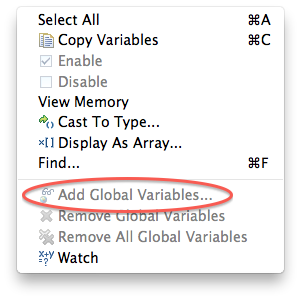 Select All ⌘A
Copy Variables ⌘C
Enable
Disable
View Memory
Cast To Type...
Display As Array...
Find... ⌘F
Add Global Variables...
Remove Global Variables
Remove All Global Variables
Watch